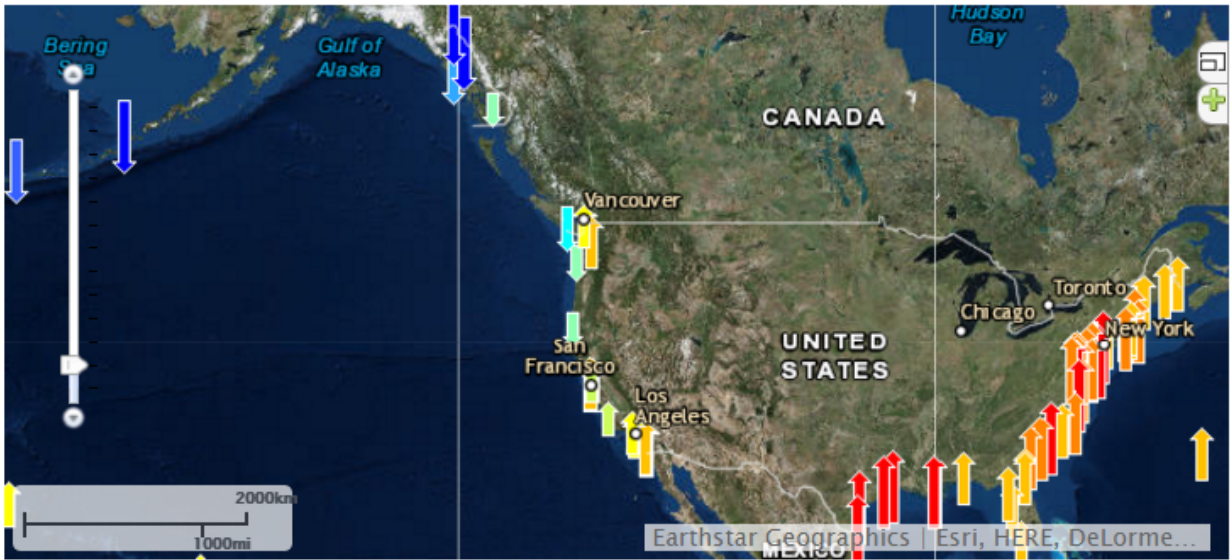 Bering
Sea
Gulf of
Alaska
Hudson
Bay
CANADA
Vancouver
Toronto
Chicago
New York
UNITED
STATES
San
Francisco
Los
Angeles
2000km
1000mi
MEXICO
Earthstar Geographics | Esri, HERE, DeLorme...